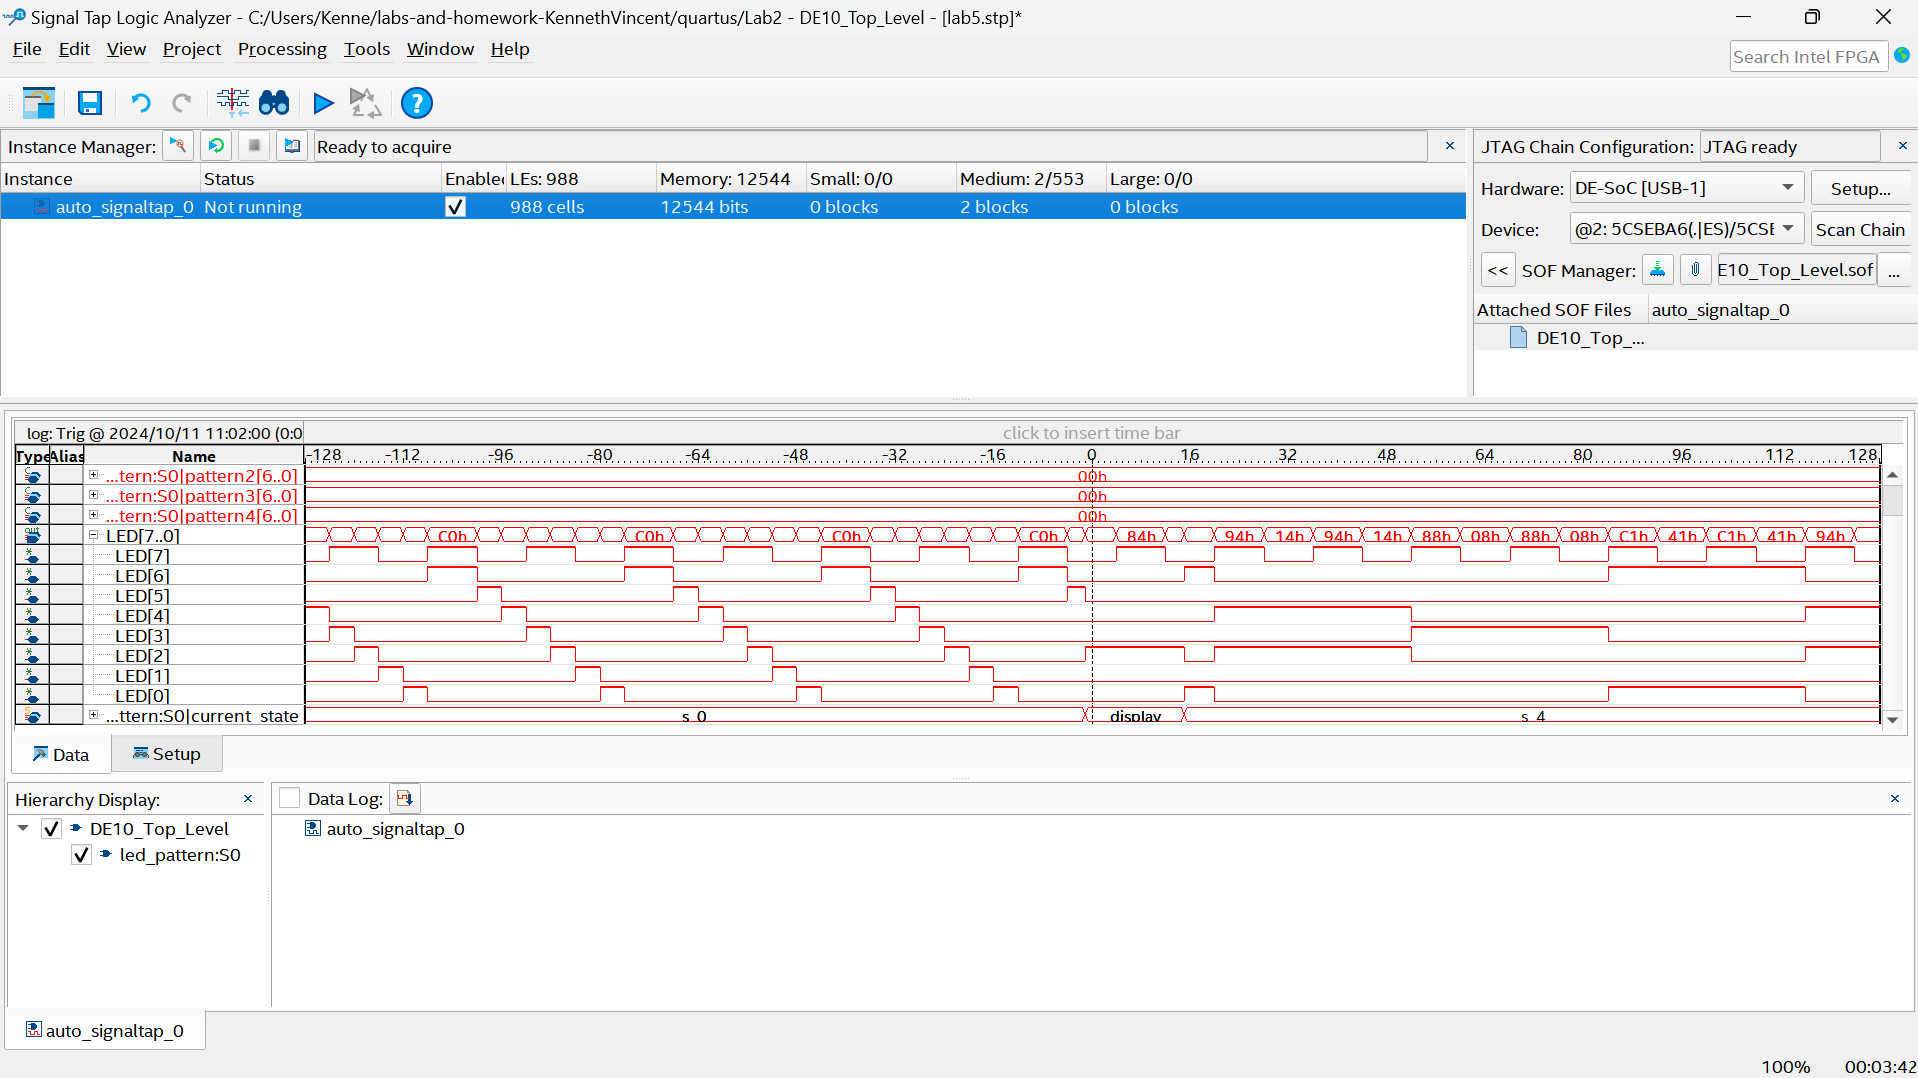 Signal Tap Logic Analyzer - C:/Users/Kenne/labs-and-homework-KennethVincent/quartus/Lab2 - DE10_Top_Level - [lab5.stp]*
File Edit View Project Processing Tools Window Help
Search Intel FPGA
Instance Manager: Ready to acquire
JTAG Chain Configuration: JTAG ready
Instance Status Enabled LEs: 988 Memory: 12544 Small: 0/0 Medium: 2/553 Large: 0/0
auto_signaltap_0 Not running 988 cells 12544 bits 0 blocks 2 blocks 0 blocks
Hardware: DE-SoC [USB-1] Setup...
Device: @2: 5CSEBA6(.|ES)/5CSE Scan Chain
<< SOF Manager: E10_Top_Level.sof ...
Attached SOF Files auto_signaltap_0
DE10_Top_...
log: Trig @ 2024/10/11 11:02:00 (0:0 click to insert time bar
Type Alias Name -128 -112 -96 -80 -64 -48 -32 -16 0 16 32 48 64 80 96 112 128
...tern:S0|pattern2[6..0] 00h
...tern:S0|pattern3[6..0] 00h
...tern:S0|pattern4[6..0] 00h
LED[7..0] C0h C0h C0h C0h 84h 94h 14h 94h 14h 88h 08h 88h 08h C1h 41h C1h 41h 94h
LED[7]
LED[6]
LED[5]
LED[4]
LED[3]
LED[2]
LED[1]
LED[0]
...ttern:S0|current_state s_0 display s_4
Data Setup
Hierarchy Display:
DE10_Top_Level
led_pattern:S0
Data Log:
auto_signaltap_0
auto_signaltap_0
100% 00:03:42